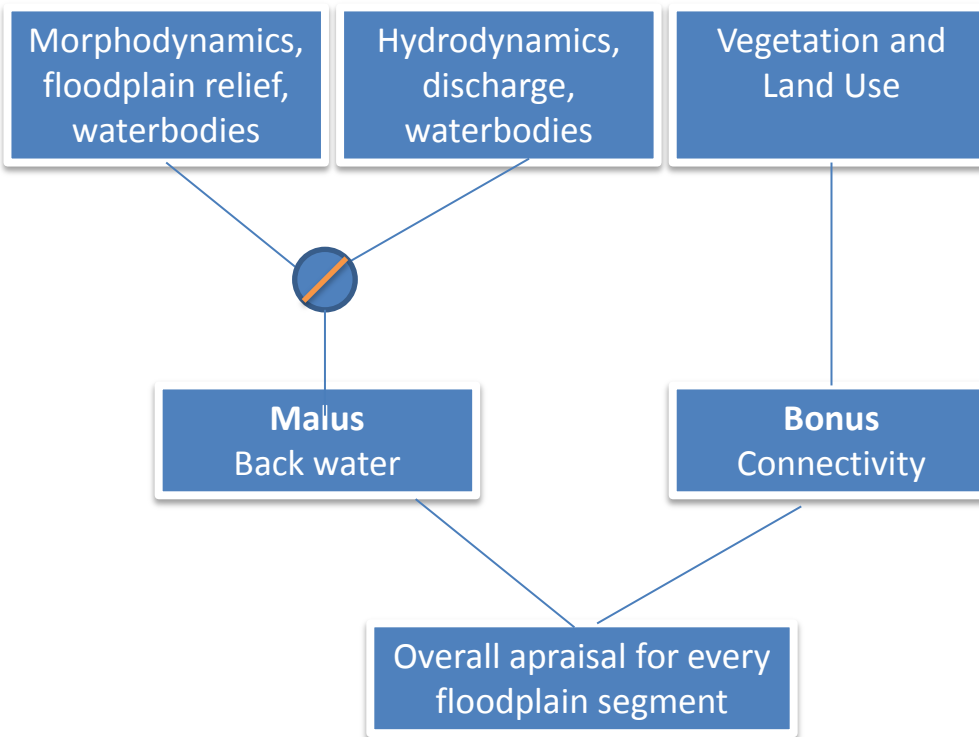 Morphodynamics,
floodplain relief,
waterbodies
Hydrodynamics,
discharge,
waterbodies
Vegetation and
Land Use
Malus
Back water
Bonus
Connectivity
Overall apraisal for every
floodplain segment